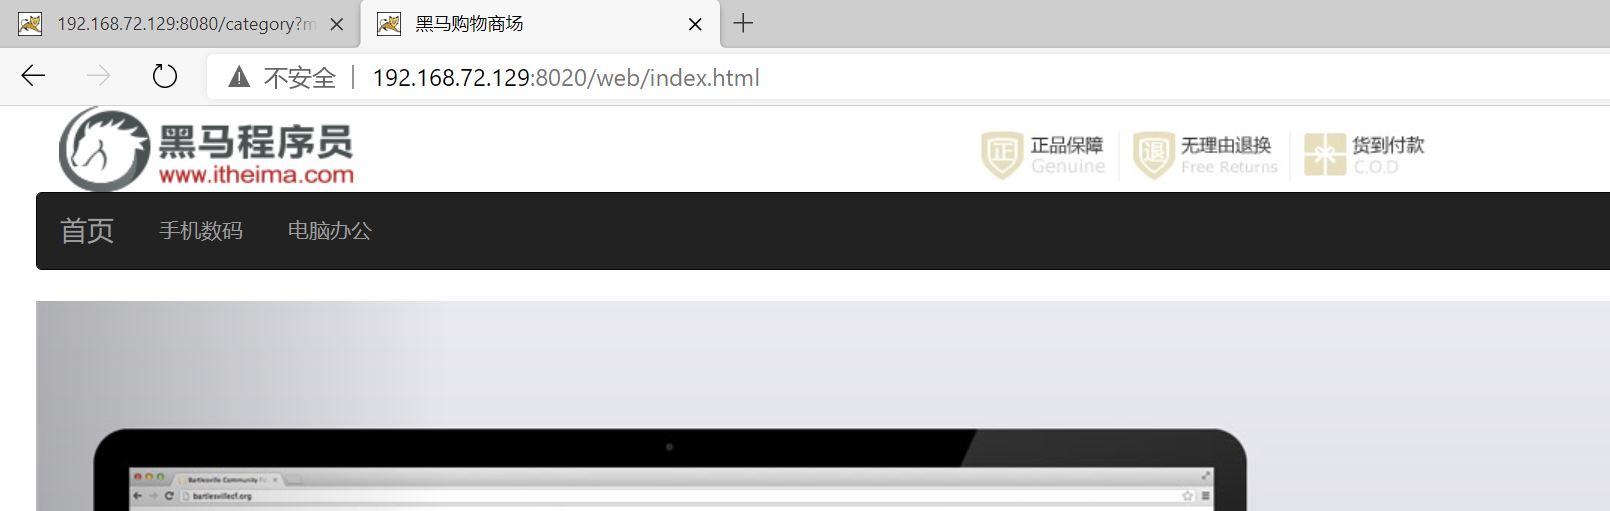 192.168.72.129:8080/category?m
黑马购物商场
不安全 192.168.72.129:8020/web/index.html
黑马程序员
www.itheima.com
正品保障 无理由退换 货到付款
Genuine Free Returns C.O.D
首页 手机数码 电脑办公
Bartlesville Community Fo
bartlesvillecf.org